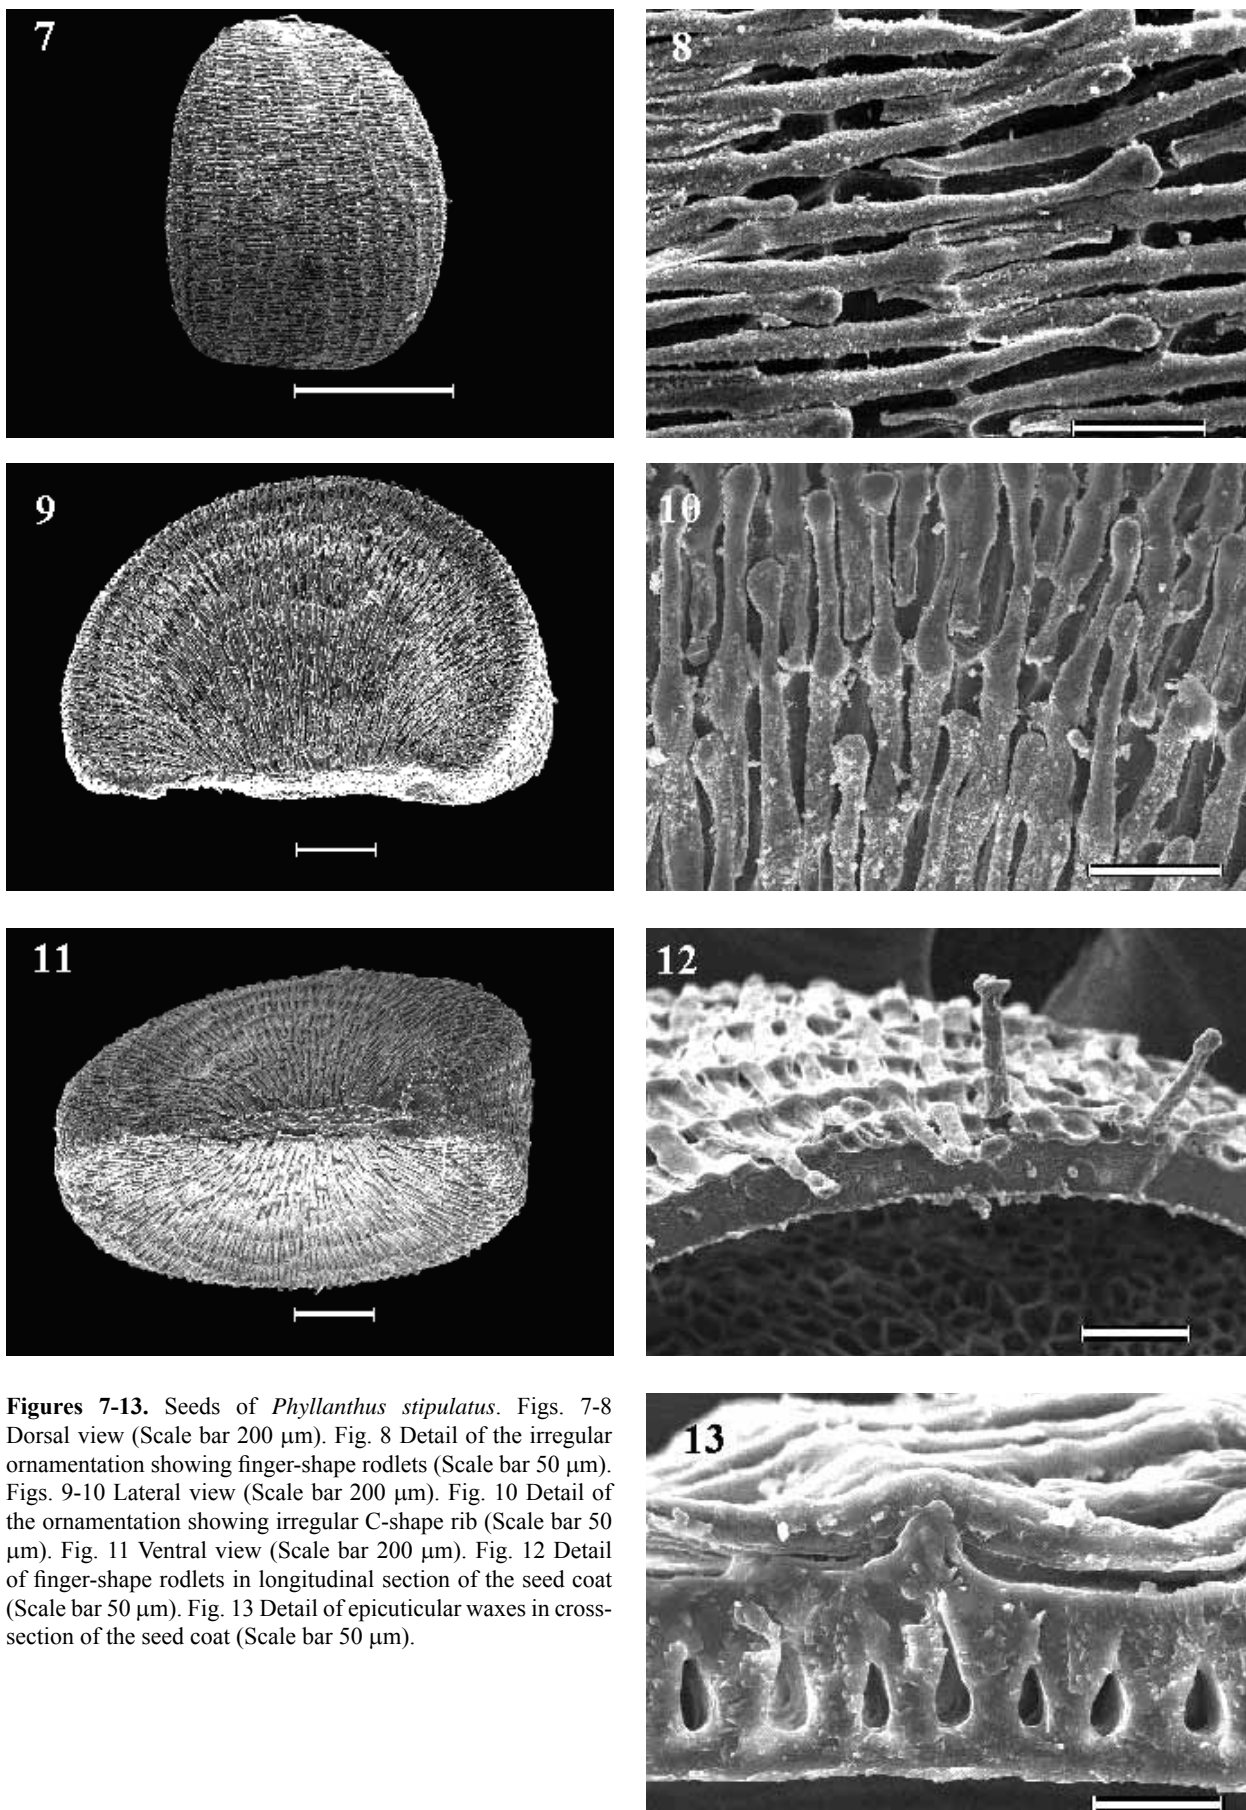 7
8
9
10
11
12
Figures 7-13. Seeds of Phyllanthus stipulatus. Figs. 7-8
Dorsal view (Scale bar 200 μm). Fig. 8 Detail of the irregular
ornamentation showing finger-shape rodlets (Scale bar 50 μm).
Figs. 9-10 Lateral view (Scale bar 200 μm). Fig. 10 Detail of
the ornamentation showing irregular C-shape rib (Scale bar 50
μm). Fig. 11 Ventral view (Scale bar 200 μm). Fig. 12 Detail
of finger-shape rodlets in longitudinal section of the seed coat
(Scale bar 50 μm). Fig. 13 Detail of epicuticular waxes in cross-
section of the seed coat (Scale bar 50 μm).
13